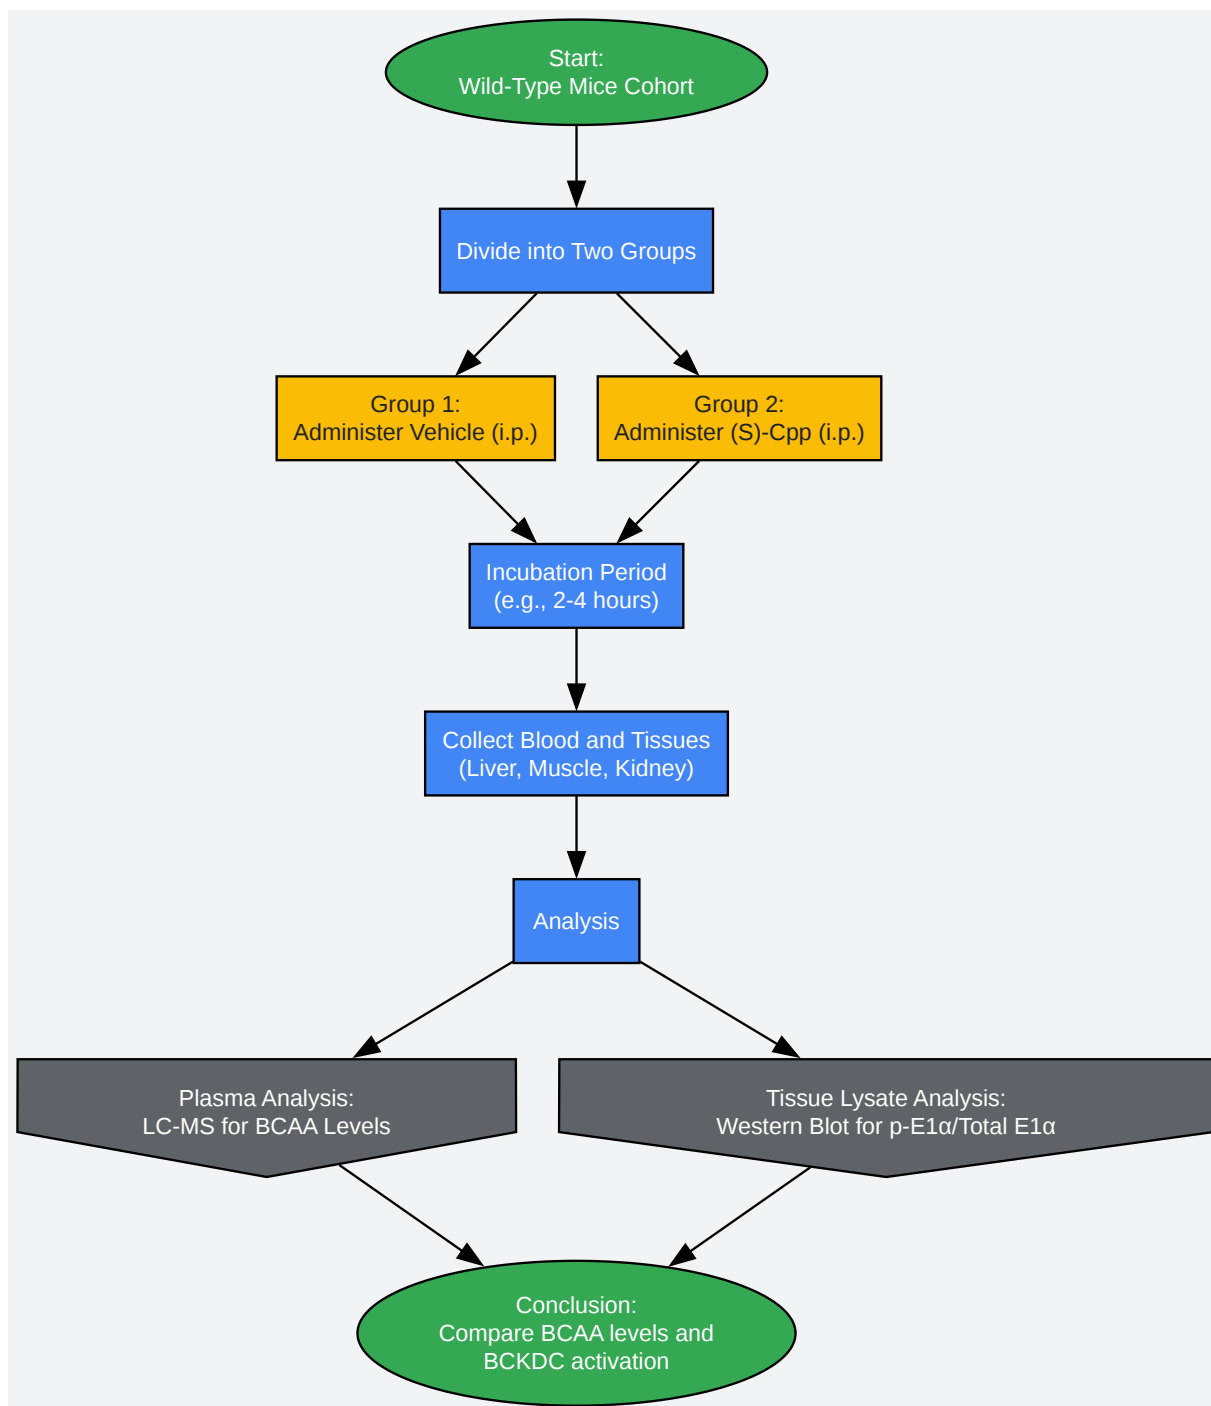 Start:
Wild-Type Mice Cohort
Divide into Two Groups
Group 1:
Administer Vehicle (i.p.)
Group 2:
Administer (S)-Cpp (i.p.)
Incubation Period
(e.g., 2-4 hours)
Collect Blood and Tissues
(Liver, Muscle, Kidney)
Analysis
Plasma Analysis:
LC-MS for BCAA Levels
Tissue Lysate Analysis:
Western Blot for p-E1α/Total E1α
Conclusion:
Compare BCAA levels and
BCKDC activation